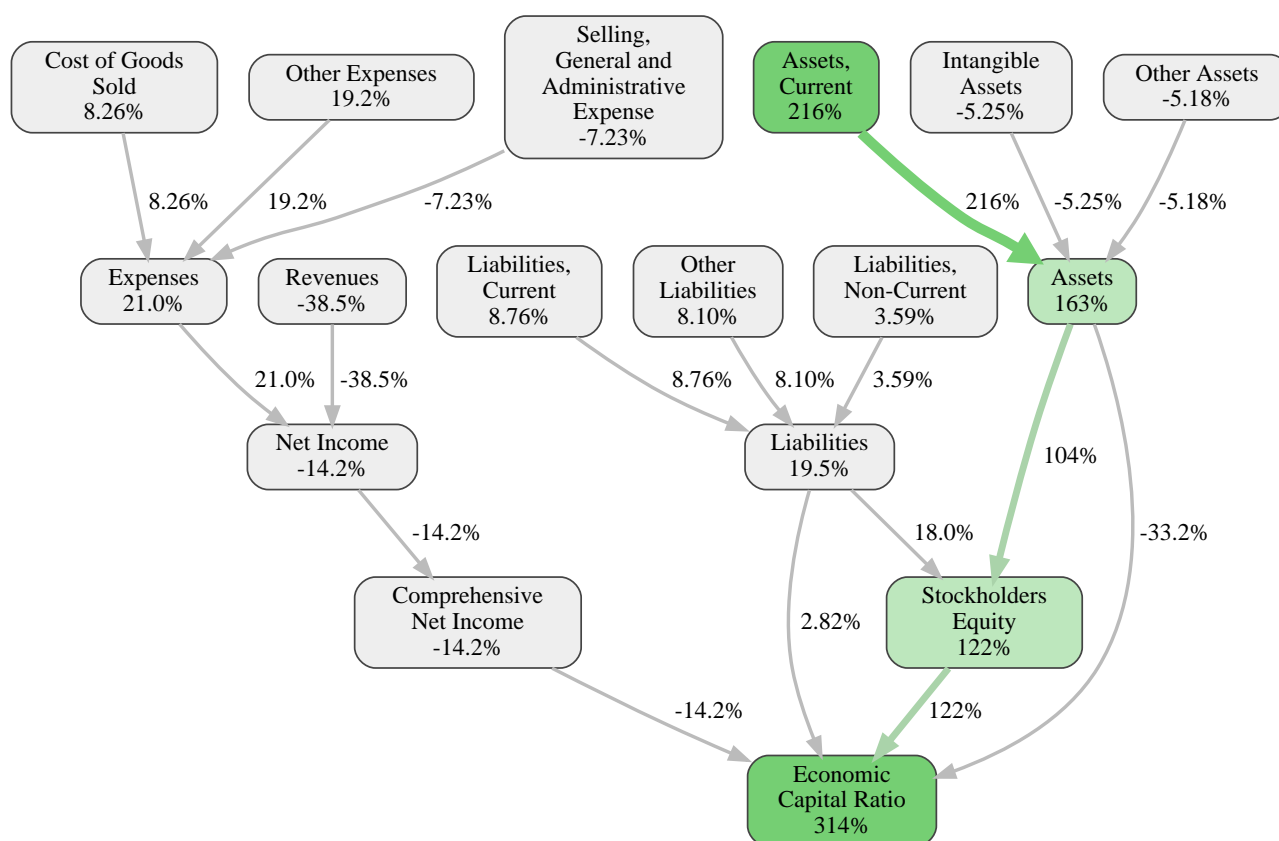 Cost of Goods
Sold
8.26%
Other Expenses
19.2%
Selling,
General and
Administrative
Expense
-7.23%
Assets,
Current
216%
Intangible
Assets
-5.25%
Other Assets
-5.18%
8.26%
19.2%
-7.23%
216%
-5.25%
-5.18%
Expenses
21.0%
Revenues
-38.5%
Liabilities,
Current
8.76%
Other
Liabilities
8.10%
Liabilities,
Non-Current
3.59%
Assets
163%
21.0%
-38.5%
8.76%
8.10%
3.59%
Net Income
-14.2%
Liabilities
19.5%
104%
-14.2%
18.0%
-33.2%
Comprehensive
Net Income
-14.2%
2.82%
Stockholders
Equity
122%
-14.2%
122%
Economic
Capital Ratio
314%